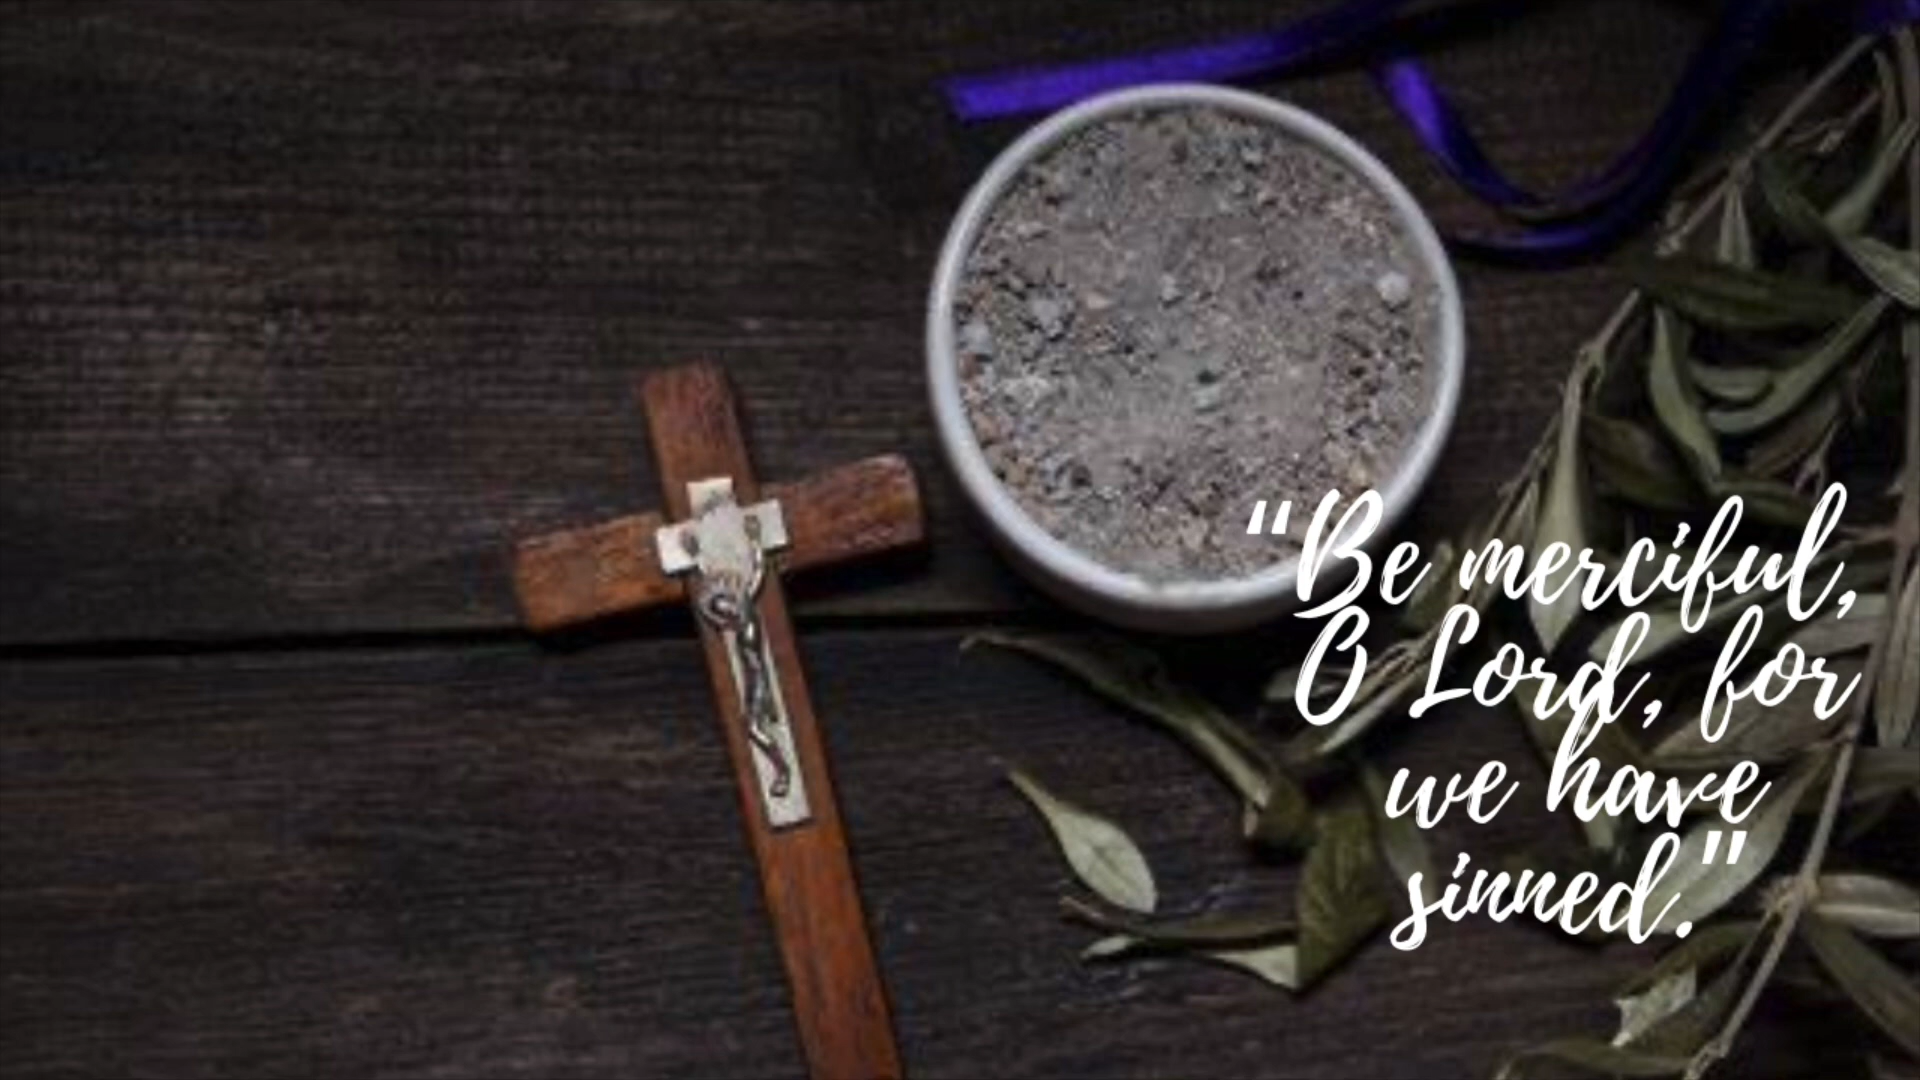 “Be merciful,
O Lord, for
we have
sinned.”